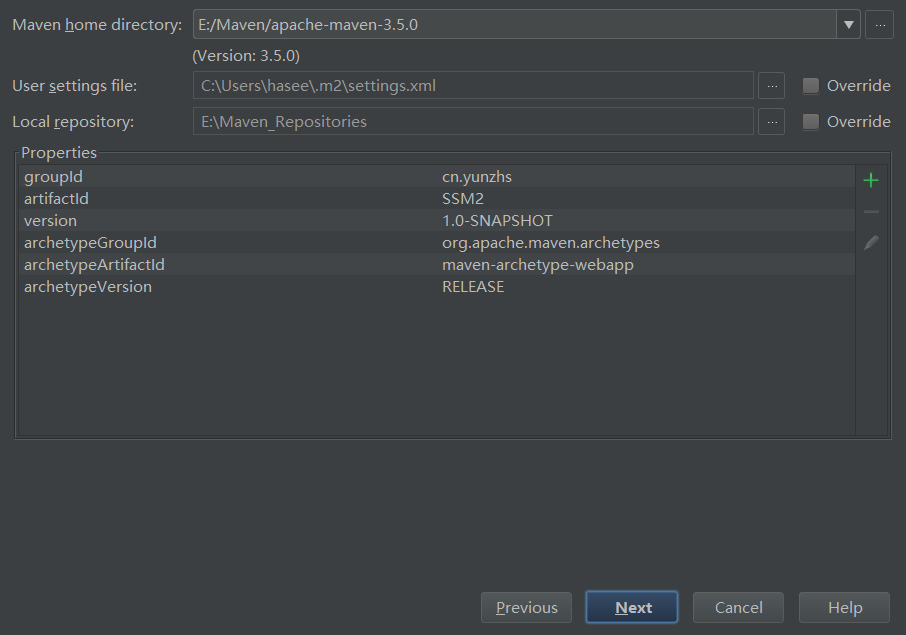 Maven home directory: E:/Maven/apache-maven-3.5.0 ...
(Version: 3.5.0)
User settings file: C:\Users\hasee\.m2\settings.xml ... Override
Local repository: E:\Maven_Repositories ... Override
Properties
groupId cn.yunzhs
artifactId SSM2
version 1.0-SNAPSHOT
archetypeGroupId org.apache.maven.archetypes
archetypeArtifactId maven-archetype-webapp
archetypeVersion RELEASE
Previous Next Cancel Help